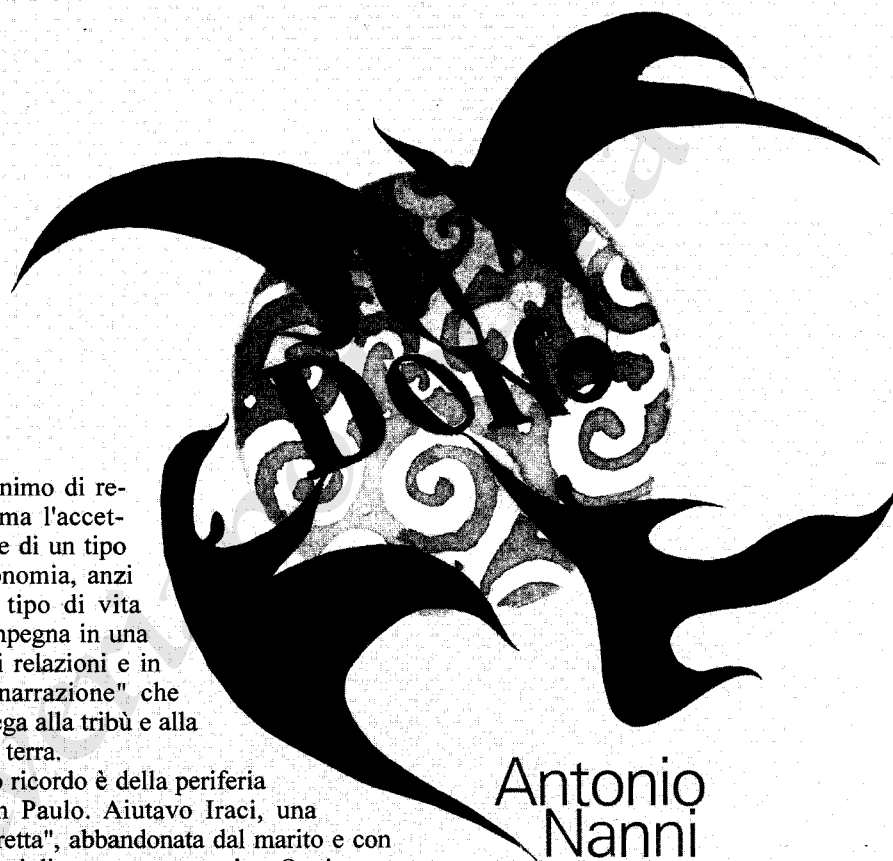 DONO
nimo di re-
ma l'accet-
e di un tipo
nomia, anzi
tipo di vita
mpegna in una
i relazioni e in
narrazione" che
ega alla tribù e alla
terra.
o ricordo è della periferia
n Paulo. Aiutavo Iraci, una
retta", abbandonata dal marito e con
Antonio
Nanni